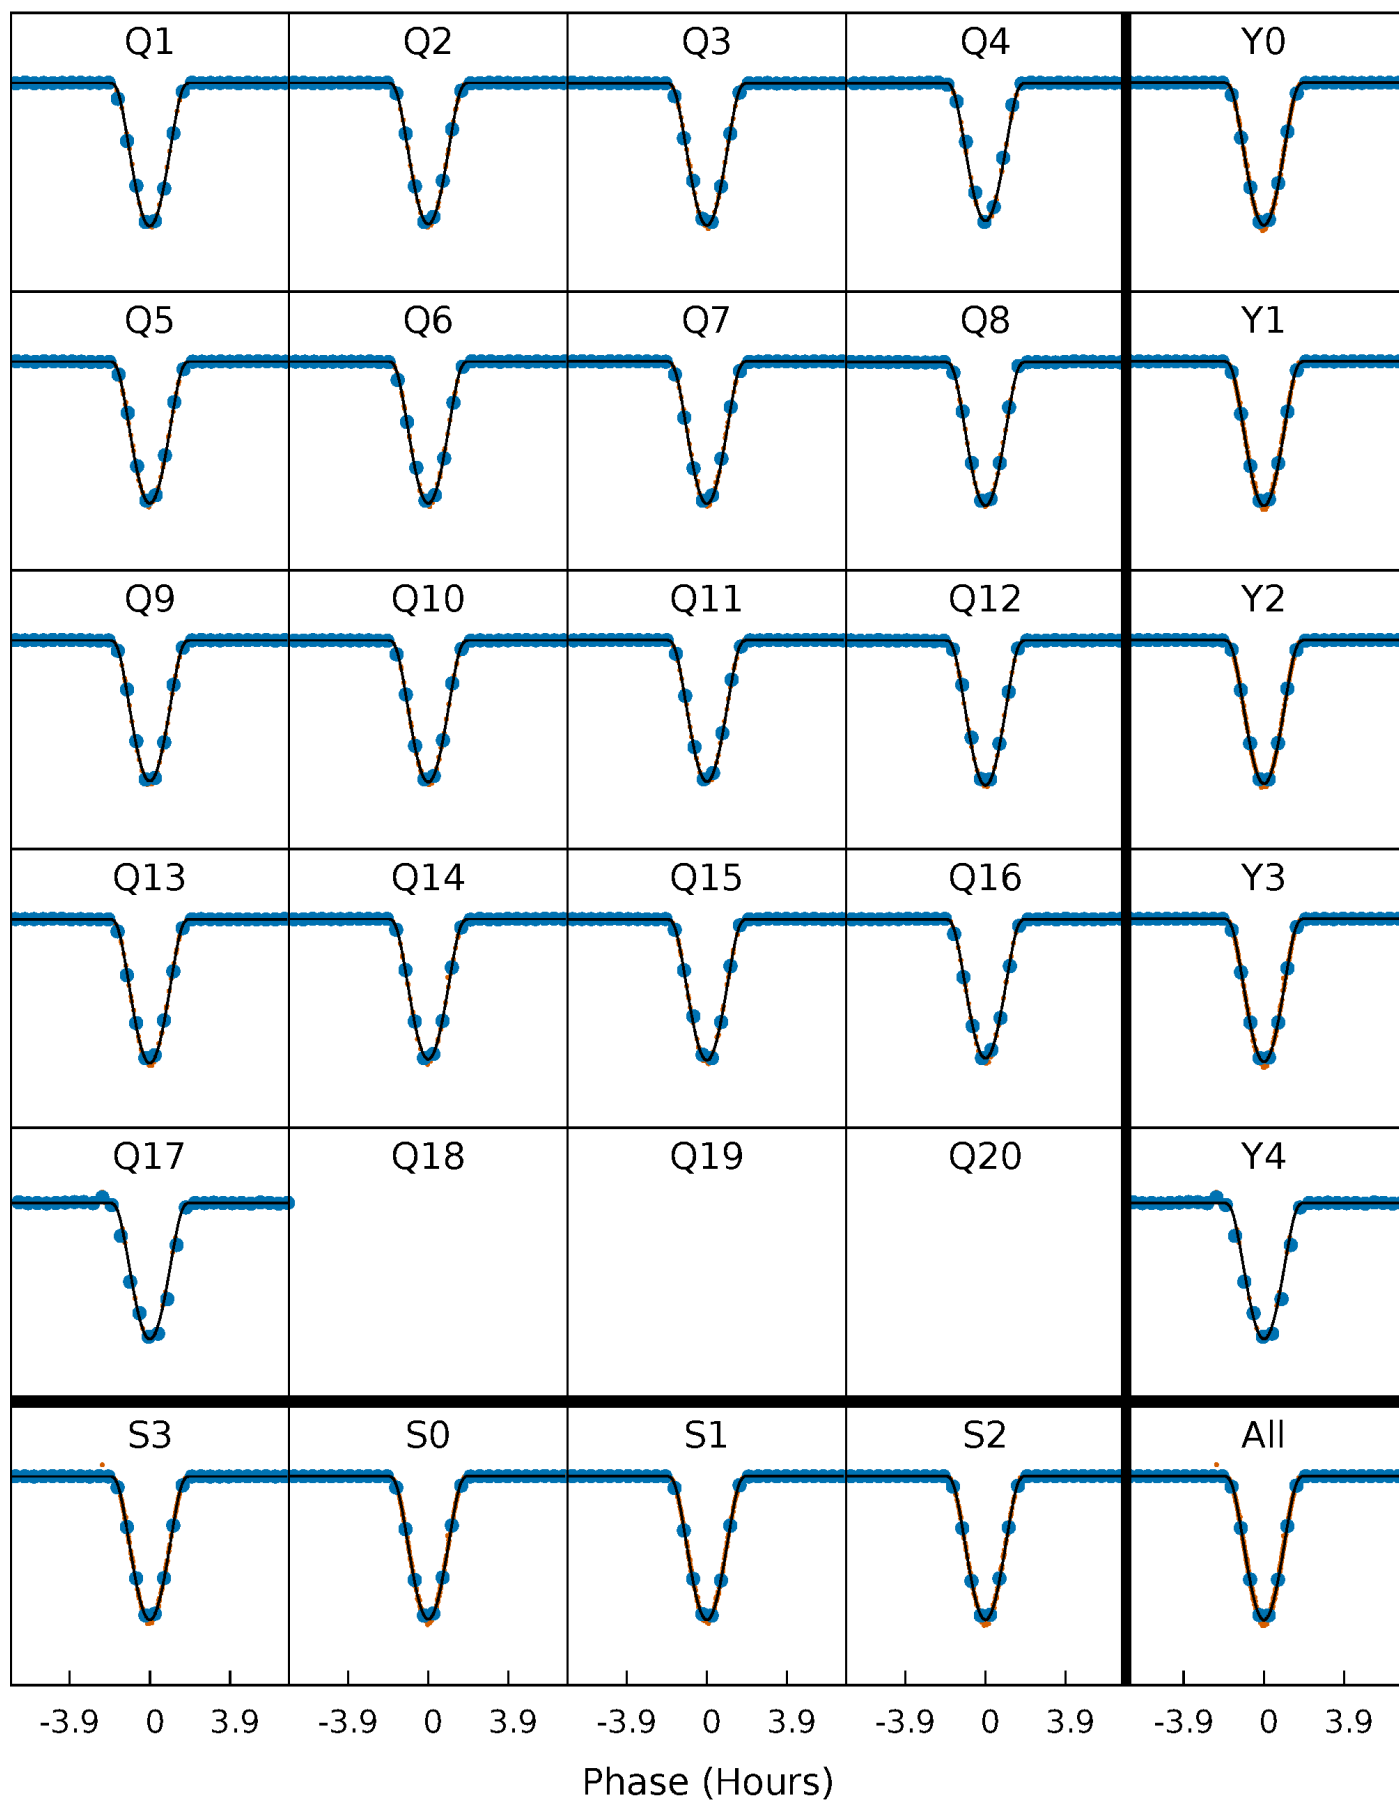 Q1 Q2 Q3 Q4 Y0
Q5 Q6 Q7 Q8 Y1
Q9 Q10 Q11 Q12 Y2
Q13 Q14 Q15 Q16 Y3
Q17 Q18 Q19 Q20 Y4
S3 S0 S1 S2 All
-3.9 0 3.9 -3.9 0 3.9 -3.9 0 3.9 -3.9 0 3.9 -3.9 0 3.9
Phase (Hours)